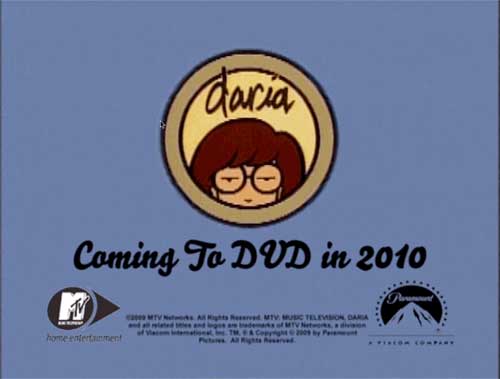 daria
Coming To DVD in 2010
MTV
home entertainment
©2009 MTV Networks. All Rights Reserved. MTV: MUSIC TELEVISION, DARIA
and all related titles and logos are trademarks of MTV Networks, a division
of Viacom International, Inc. TM, ® & Copyright © 2009 by Paramount
Pictures. All Rights Reserved.
Paramount
A VIACOM COMPANY